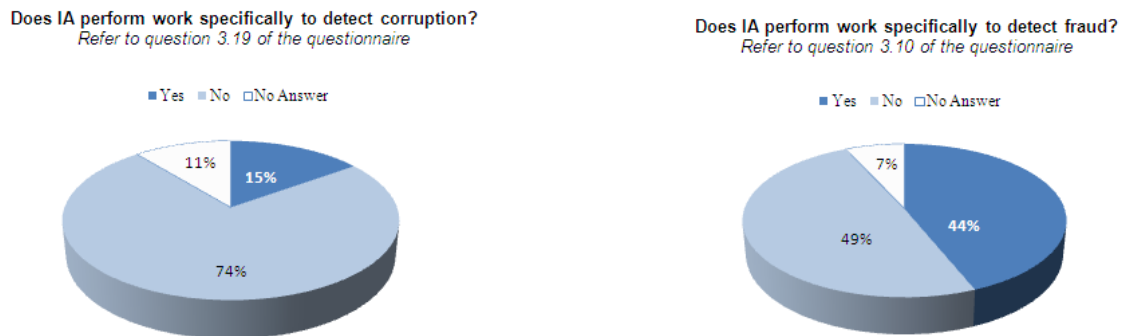 Does IA perform work specifically to detect corruption?
Refer to question 3.19 of the questionnaire
Yes No No Answer
11%
15%
74%
Does IA perform work specifically to detect fraud?
Refer to question 3.10 of the questionnaire
Yes No No Answer
7%
44%
49%